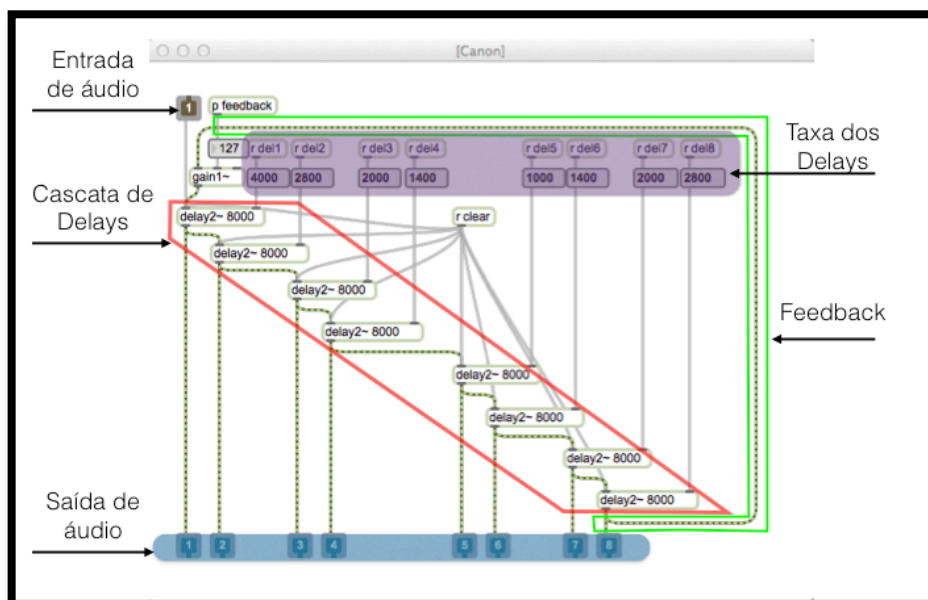 [Canon]
Entrada
de áudio
1
p feedback
127
r del1
r del2
r del3
r del4
r del5
r del6
r del7
r del8
Taxa dos
Delays
gain1~
4000
2800
2000
1400
1000
1400
2000
2800
Cascata de
Delays
delay2~ 8000
r clear
delay2~ 8000
delay2~ 8000
delay2~ 8000
Feedback
delay2~ 8000
delay2~ 8000
delay2~ 8000
delay2~ 8000
Saída de
áudio
1
2
3
4
5
6
7
8